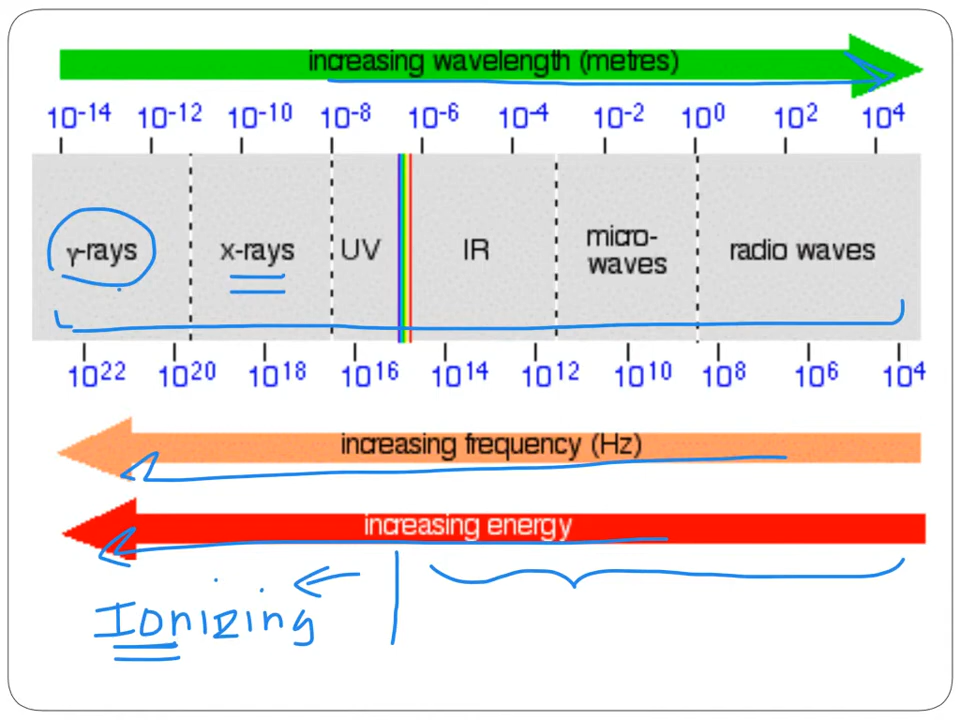 increasing wavelength (metres)
10-14 10-12 10-10 10-8 10-6 10-4 10-2 100 102 104
γ-rays x-rays UV IR micro-waves radio waves
1022 1020 1018 1016 1014 1012 1010 108 106 104
increasing frequency (Hz)
increasing energy
Ionizing